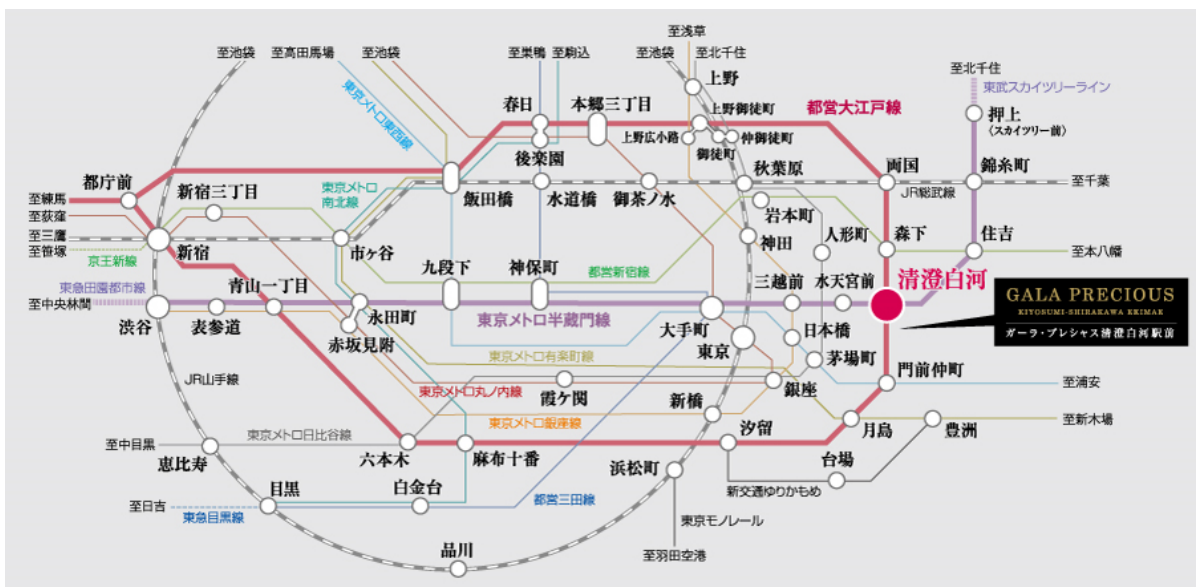 至浅草
至池袋
至高田馬場
至池袋
至巣鴨
至駒込
至池袋
至北千住
上野
至北千住
東武スカイツリーライン
春日
本郷三丁目
上野御徒町
都営大江戸線
押上
〈スカイツリー前〉
東京メトロ東西線
上野広小路
仲御徒町
御徒町
後楽園
秋葉原
両国
錦糸町
都庁前
新宿三丁目
東京メトロ
南北線
飯田橋
水道橋
御茶ノ水
JR総武線
至千葉
至練馬
至荻窪
至三鷹
至笹塚
岩本町
人形町
森下
住吉
京王新線
新宿
市ヶ谷
神田
至本八幡
九段下
神保町
都営新宿線
三越前
水天宮前
清澄白河
東急田園都市線
青山一丁目
至中央林間
渋谷
表参道
永田町
東京メトロ半蔵門線
大手町
日本橋
GALA PRECIOUS
KIYOSUMI-SHIRAKAWA EKIMAE
ガーラ・プレシャス清澄白河駅前
赤坂見附
東京メトロ有楽町線
東京
茅場町
門前仲町
JR山手線
東京メトロ丸ノ内線
霞ケ関
銀座
至浦安
東京メトロ銀座線
新橋
月島
豊洲
至新木場
至中目黒
東京メトロ日比谷線
恵比寿
六本木
麻布十番
汐留
台場
浜松町
目黒
白金台
都営三田線
新交通ゆりかもめ
至日吉
東急目黒線
東京モノレール
品川
至羽田空港